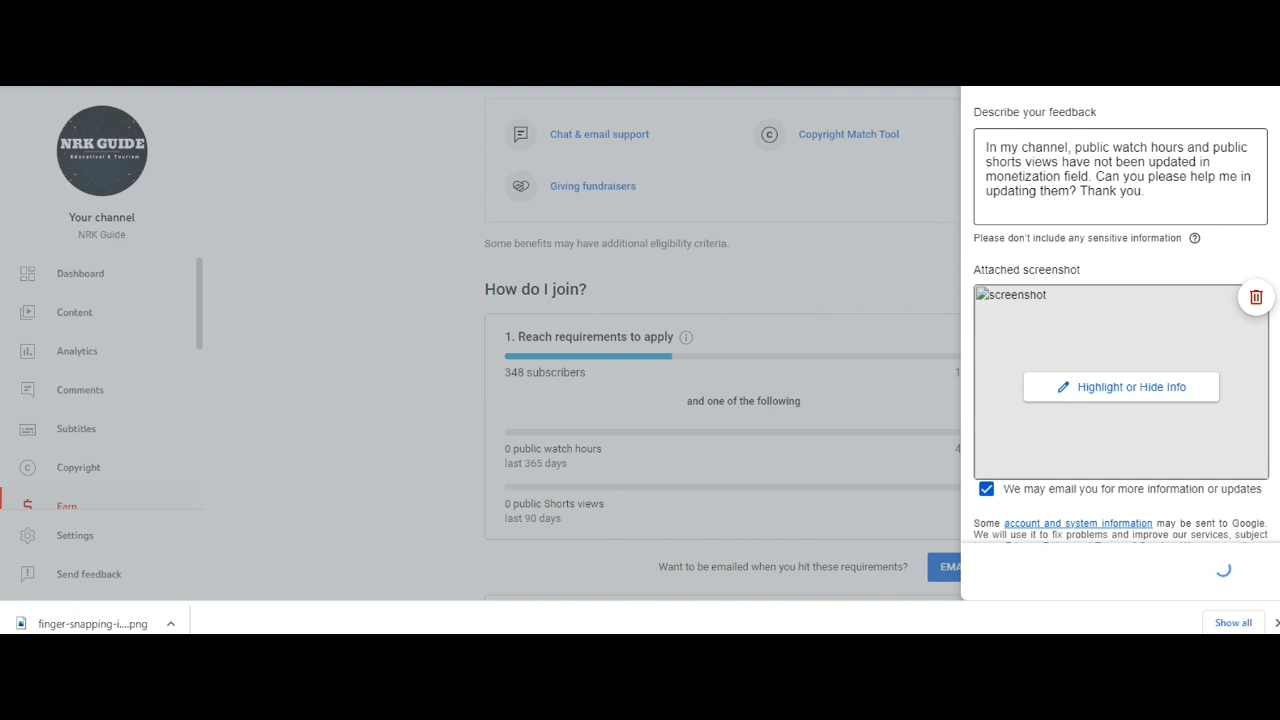 NRK GUIDE
Educational & Tourism
Your channel
NRK Guide
Dashboard
Content
Analytics
Comments
Subtitles
Copyright
Earn
Settings
Send feedback
Chat & email support
Copyright Match Tool
Giving fundraisers
Some benefits may have additional eligibility criteria.
How do I join?
1. Reach requirements to apply
348 subscribers
1
and one of the following
0 public watch hours
4
last 365 days
0 public Shorts views
last 90 days
Want to be emailed when you hit these requirements?
EMA
Describe your feedback
In my channel, public watch hours and public
shorts views have not been updated in
monetization field. Can you please help me in
updating them? Thank you.
Please don't include any sensitive information
Attached screenshot
screenshot
Highlight or Hide Info
We may email you for more information or updates
Some account and system information may be sent to Google.
We will use it to fix problems and improve our services, subject
finger-snapping-i....png
Show all